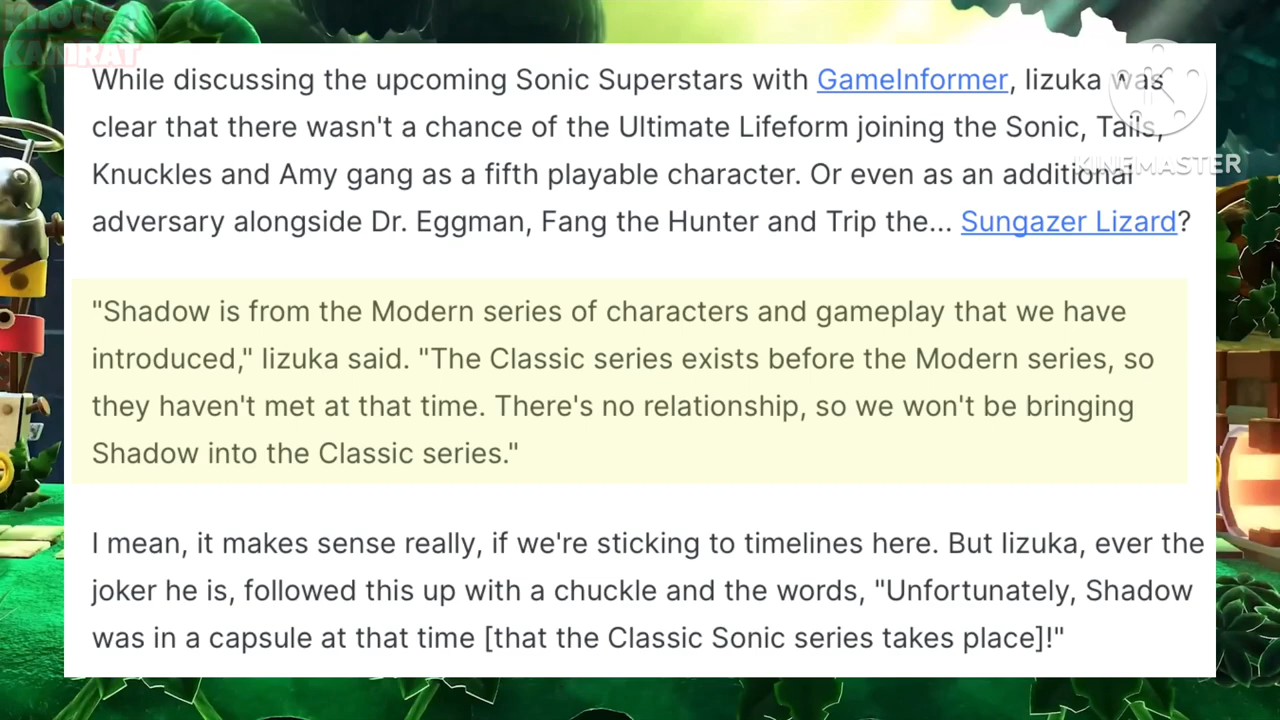 Khouga
KAMRAT
While discussing the upcoming Sonic Superstars with GameInformer, Iizuka was
clear that there wasn't a chance of the Ultimate Lifeform joining the Sonic, Tails,
Knuckles and Amy gang as a fifth playable character. Or even as an additional
KINEMASTER
adversary alongside Dr. Eggman, Fang the Hunter and Trip the... Sungazer Lizard?
"Shadow is from the Modern series of characters and gameplay that we have
introduced," Iizuka said. "The Classic series exists before the Modern series, so
they haven't met at that time. There's no relationship, so we won't be bringing
Shadow into the Classic series."
I mean, it makes sense really, if we're sticking to timelines here. But Iizuka, ever the
joker he is, followed this up with a chuckle and the words, "Unfortunately, Shadow
was in a capsule at that time [that the Classic Sonic series takes place]!"